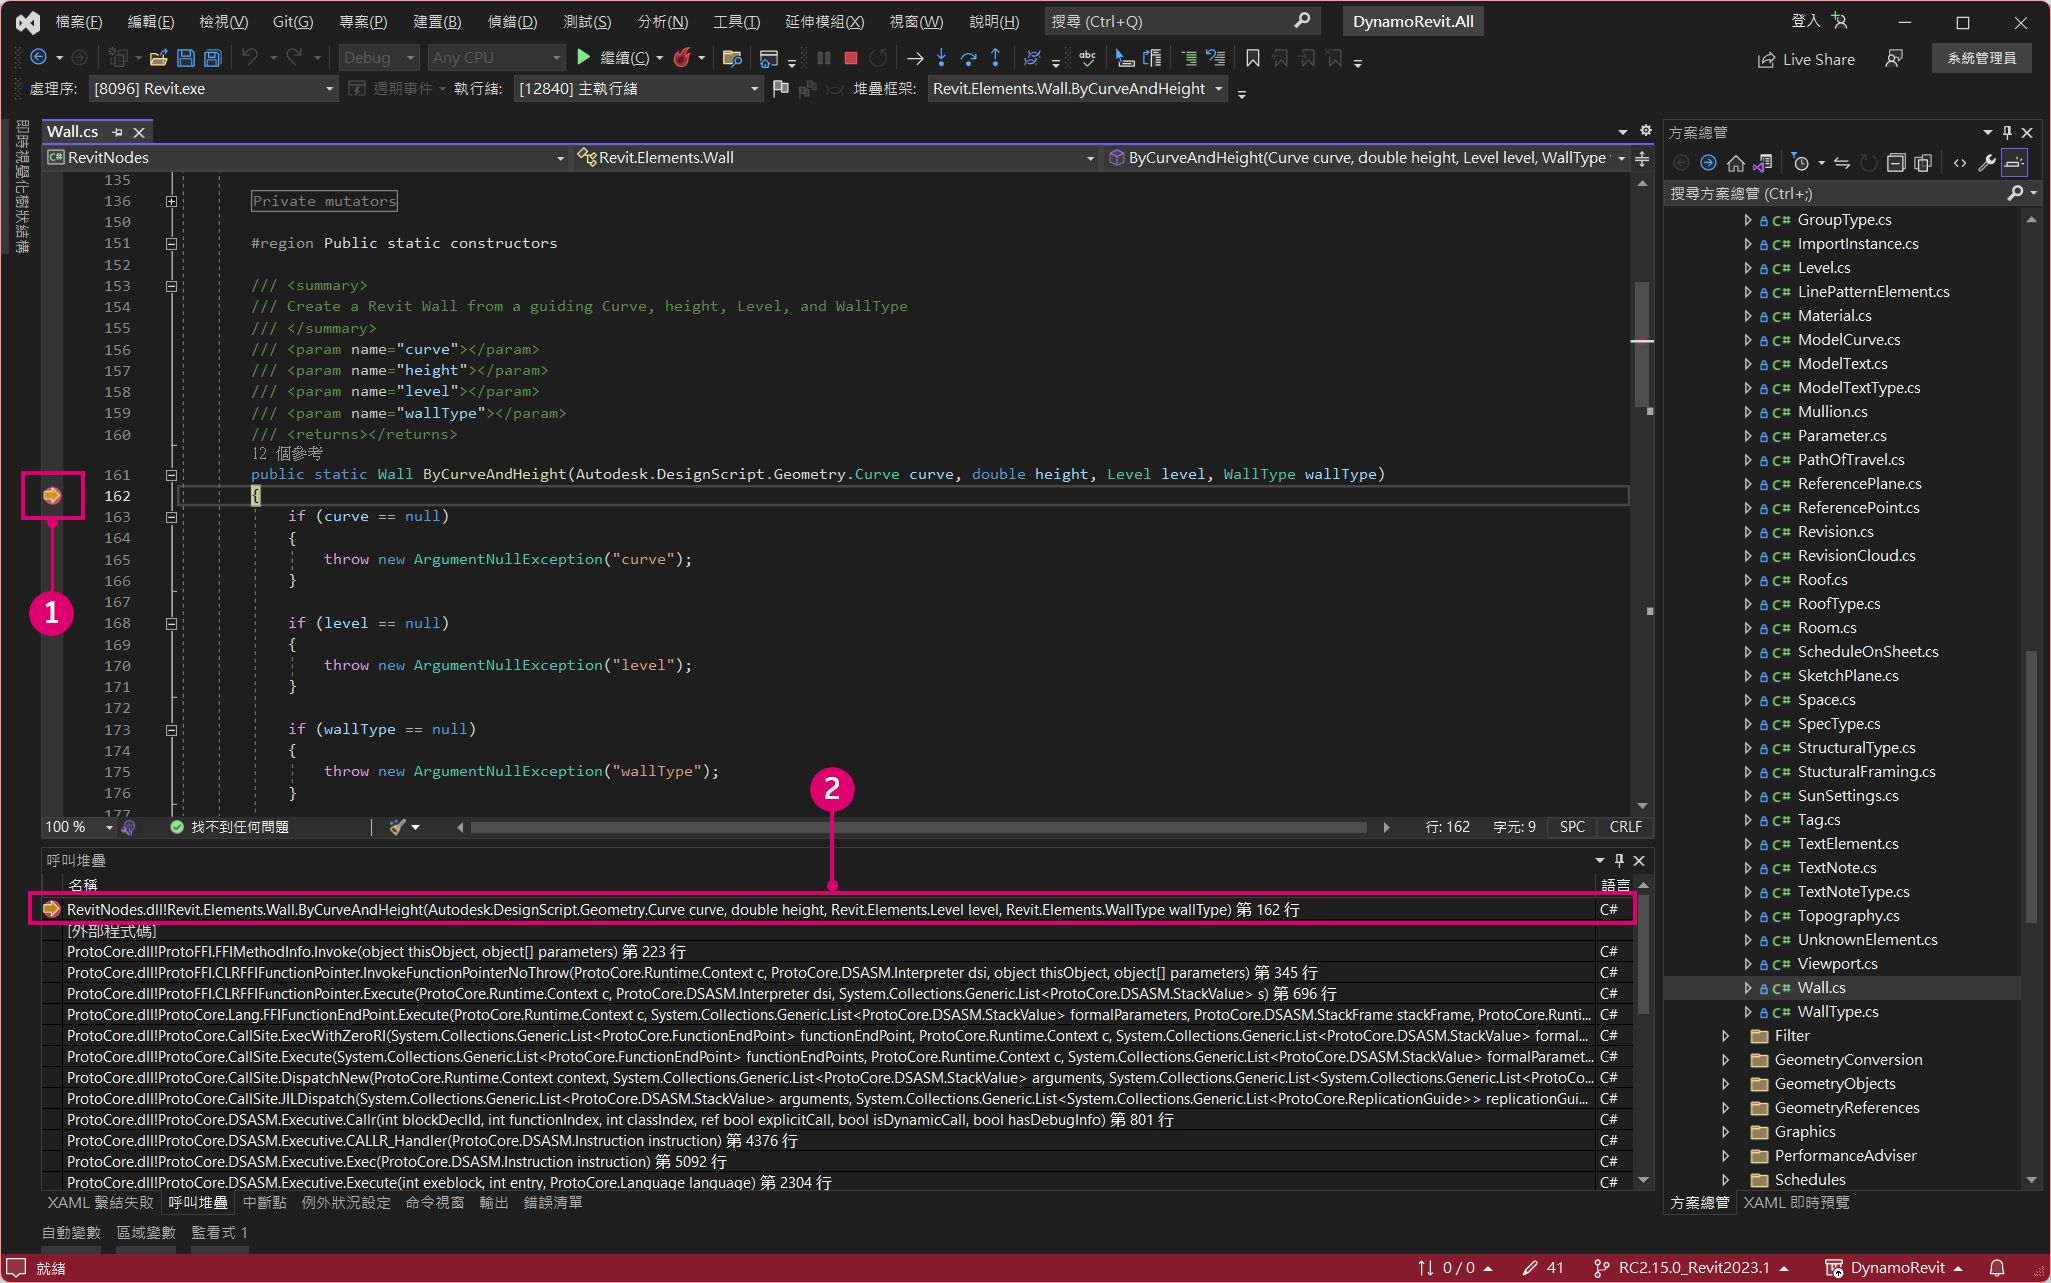 檔案(F) 編輯(E) 檢視(V) Git(G) 專案(P) 建置(B) 偵錯(D) 測試(S) 分析(N) 工具(T) 延伸模組(X) 視窗(W) 說明(H) 搜尋 (Ctrl+Q) DynamoRevit.All 登入
Debug Any CPU 繼續(C) abc Live Share 系統管理員
處理序: [8096] Revit.exe 週期事件 執行緒: [12840] 主執行緒 堆疊框架: Revit.Elements.Wall.ByCurveAndHeight
即時視覺化樹狀結構
Wall.cs
C# RevitNodes Revit.Elements.Wall ByCurveAndHeight(Curve curve, double height, Level level, WallType
135
136 Private mutators
150
151 #region Public static constructors
152
153 /// <summary>
154 /// Create a Revit Wall from a guiding Curve, height, Level, and WallType
155 /// </summary>
156 /// <param name="curve"></param>
157 /// <param name="height"></param>
158 /// <param name="level"></param>
159 /// <param name="wallType"></param>
160 /// <returns></returns>
12 個參考
161 public static Wall ByCurveAndHeight(Autodesk.DesignScript.Geometry.Curve curve, double height, Level level, WallType wallType)
162 {
163 if (curve == null)
164 {
165 throw new ArgumentNullException("curve");
166 }
167
168 if (level == null)
169 {
170 throw new ArgumentNullException("level");
171 }
172
173 if (wallType == null)
174 {
175 throw new ArgumentNullException("wallType");
176 }
177
1
2
100 % 找不到任何問題 行: 162 字元: 9 SPC CRLF
呼叫堆疊
名稱 語言
RevitNodes.dll!Revit.Elements.Wall.ByCurveAndHeight(Autodesk.DesignScript.Geometry.Curve curve, double height, Revit.Elements.Level level, Revit.Elements.WallType wallType) 第 162 行 C#
[外部程式碼]
ProtoCore.dll!ProtoFFI.FFIMethodInfo.Invoke(object thisObject, object[] parameters) 第 223 行 C#
ProtoCore.dll!ProtoFFI.CLRFFIFunctionPointer.InvokeFunctionPointerNoThrow(ProtoCore.Runtime.Context c, ProtoCore.DSASM.Interpreter dsi, object thisObject, object[] parameters) 第 345 行 C#
ProtoCore.dll!ProtoFFI.CLRFFIFunctionPointer.Execute(ProtoCore.Runtime.Context c, ProtoCore.DSASM.Interpreter dsi, System.Collections.Generic.List<ProtoCore.DSASM.StackValue> s) 第 696 行 C#
ProtoCore.dll!ProtoCore.Lang.FFIFunctionEndPoint.Execute(ProtoCore.Runtime.Context c, System.Collections.Generic.List<ProtoCore.DSASM.StackValue> formalParameters, ProtoCore.DSASM.StackFrame stackFrame, ProtoCore.Runti... C#
ProtoCore.dll!ProtoCore.CallSite.ExecWithZeroRI(System.Collections.Generic.List<ProtoCore.FunctionEndPoint> functionEndPoint, ProtoCore.Runtime.Context c, System.Collections.Generic.List<ProtoCore.DSASM.StackValue> formal... C#
ProtoCore.dll!ProtoCore.CallSite.Execute(System.Collections.Generic.List<ProtoCore.FunctionEndPoint> functionEndPoints, ProtoCore.Runtime.Context c, System.Collections.Generic.List<ProtoCore.DSASM.StackValue> formalParamet... C#
ProtoCore.dll!ProtoCore.CallSite.DispatchNew(ProtoCore.Runtime.Context context, System.Collections.Generic.List<ProtoCore.DSASM.StackValue> arguments, System.Collections.Generic.List<System.Collections.Generic.List<ProtoCo... C#
ProtoCore.dll!ProtoCore.CallSite.JILDispatch(System.Collections.Generic.List<ProtoCore.DSASM.StackValue> arguments, System.Collections.Generic.List<System.Collections.Generic.List<ProtoCore.ReplicationGuide>> replicationGui... C#
ProtoCore.dll!ProtoCore.DSASM.Executive.Callr(int blockDeclId, int functionIndex, int classIndex, ref bool explicitCall, bool isDynamicCall, bool hasDebugInfo) 第 801 行 C#
ProtoCore.dll!ProtoCore.DSASM.Executive.CALLR_Handler(ProtoCore.DSASM.Instruction instruction) 第 4376 行 C#
ProtoCore.dll!ProtoCore.DSASM.Executive.Exec(ProtoCore.DSASM.Instruction instruction) 第 5092 行 C#
ProtoCore.dll!ProtoCore.DSASM.Executive.Execute(int exeblock, int entry, ProtoCore.Language language) 第 2304 行 C#
XAML 繫結失敗 呼叫堆疊 中斷點 例外狀況設定 命令視窗 輸出 錯誤清單
自動變數 區域變數 監看式 1
方案總管
搜尋方案總管 (Ctrl+;)
C# GroupType.cs
C# ImportInstance.cs
C# Level.cs
C# LinePatternElement.cs
C# Material.cs
C# ModelCurve.cs
C# ModelText.cs
C# ModelTextType.cs
C# Mullion.cs
C# Parameter.cs
C# PathOfTravel.cs
C# ReferencePlane.cs
C# ReferencePoint.cs
C# Revision.cs
C# RevisionCloud.cs
C# Roof.cs
C# RoofType.cs
C# Room.cs
C# ScheduleOnSheet.cs
C# SketchPlane.cs
C# Space.cs
C# SpecType.cs
C# StructuralType.cs
C# StucturalFraming.cs
C# SunSettings.cs
C# Tag.cs
C# TextElement.cs
C# TextNote.cs
C# TextNoteType.cs
C# Topography.cs
C# UnknownElement.cs
C# Viewport.cs
C# Wall.cs
C# WallType.cs
Filter
GeometryConversion
GeometryObjects
GeometryReferences
Graphics
PerformanceAdviser
Schedules
方案總管 XAML 即時預覽
就緒 0 / 0 41 RC2.15.0_Revit2023.1 DynamoRevit